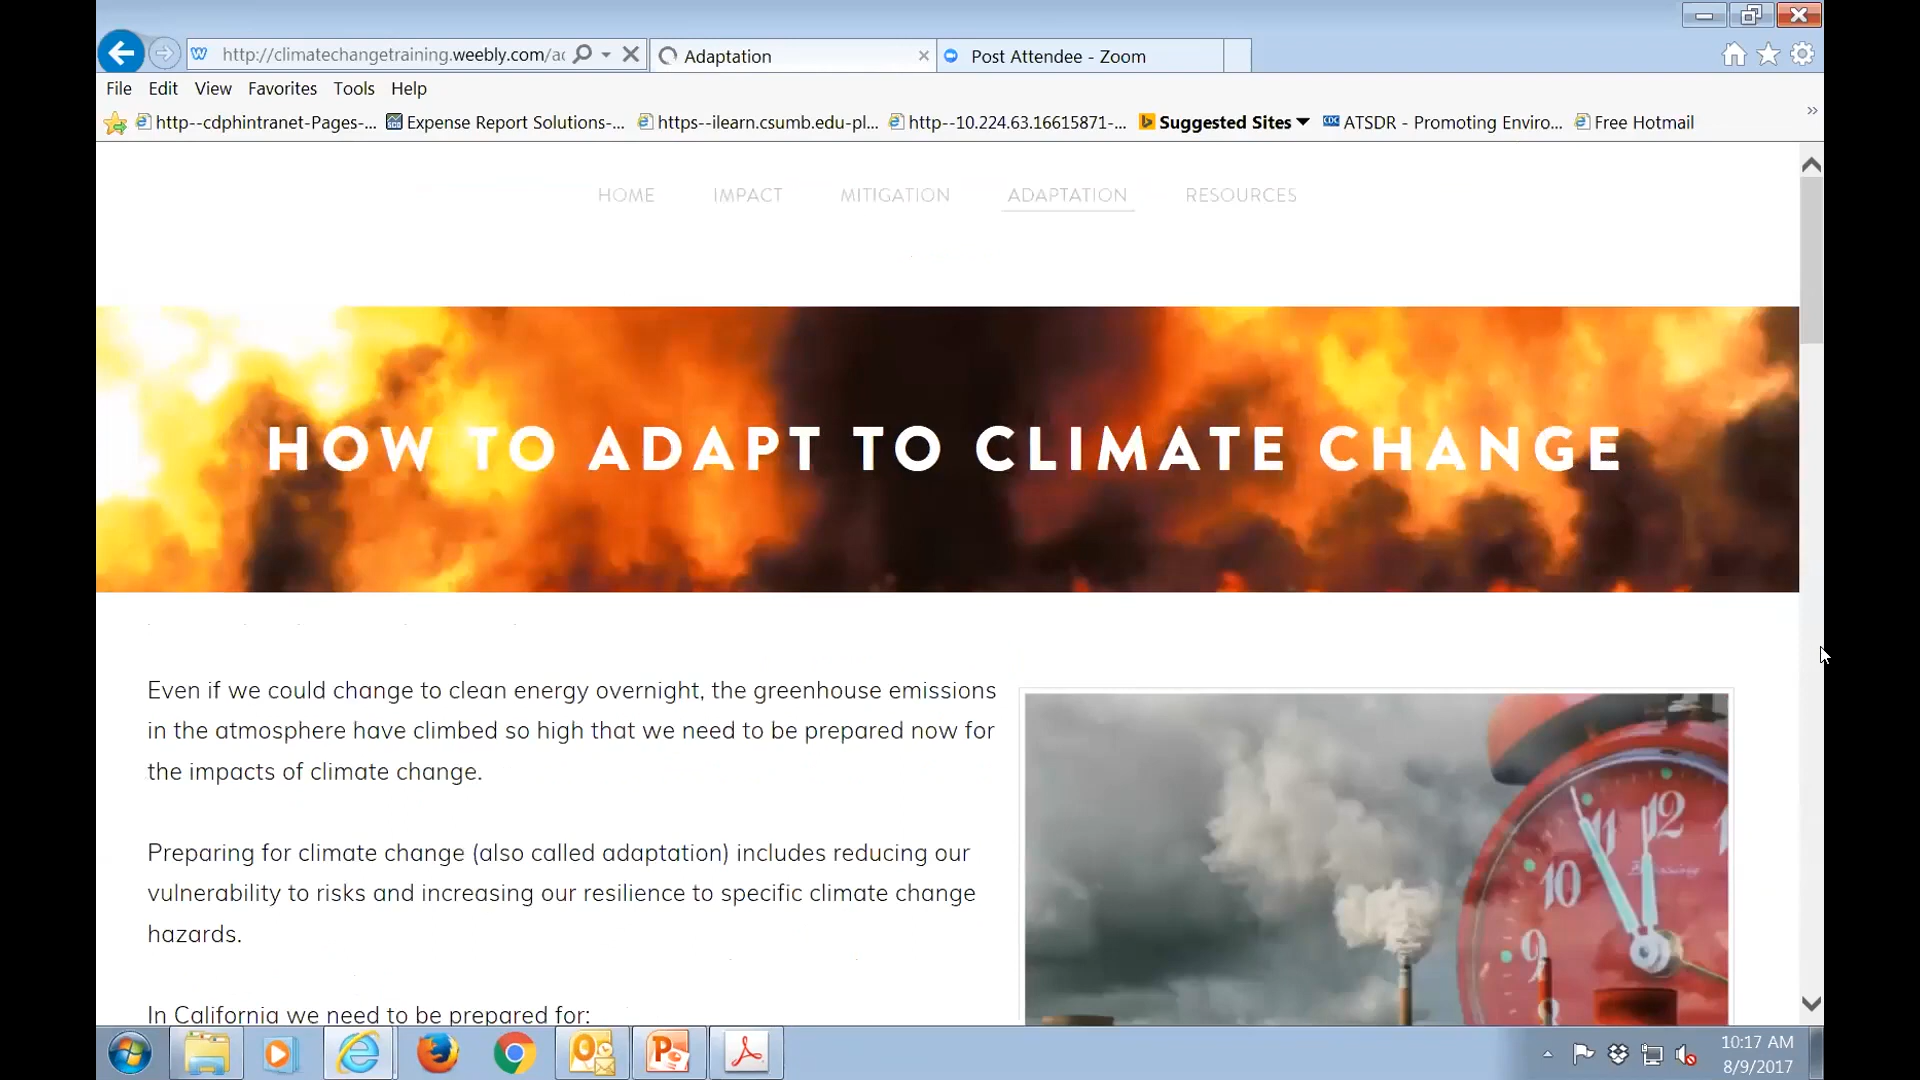 http://climatechangetraining.weebly.com/ac
Adaptation
Post Attendee - Zoom
File Edit View Favorites Tools Help
http--cdphintranet-Pages-... Expense Report Solutions-... https--ilearn.csumb.edu-pl... http--10.224.63.16615871-... Suggested Sites ATSDR - Promoting Enviro... Free Hotmail
HOME IMPACT MITIGATION ADAPTATION RESOURCES
HOW TO ADAPT TO CLIMATE CHANGE
Even if we could change to clean energy overnight, the greenhouse emissions
in the atmosphere have climbed so high that we need to be prepared now for
the impacts of climate change.
Preparing for climate change (also called adaptation) includes reducing our
vulnerability to risks and increasing our resilience to specific climate change
hazards.
In California we need to be prepared for:
11 12
10
9
8
10:17 AM
8/9/2017